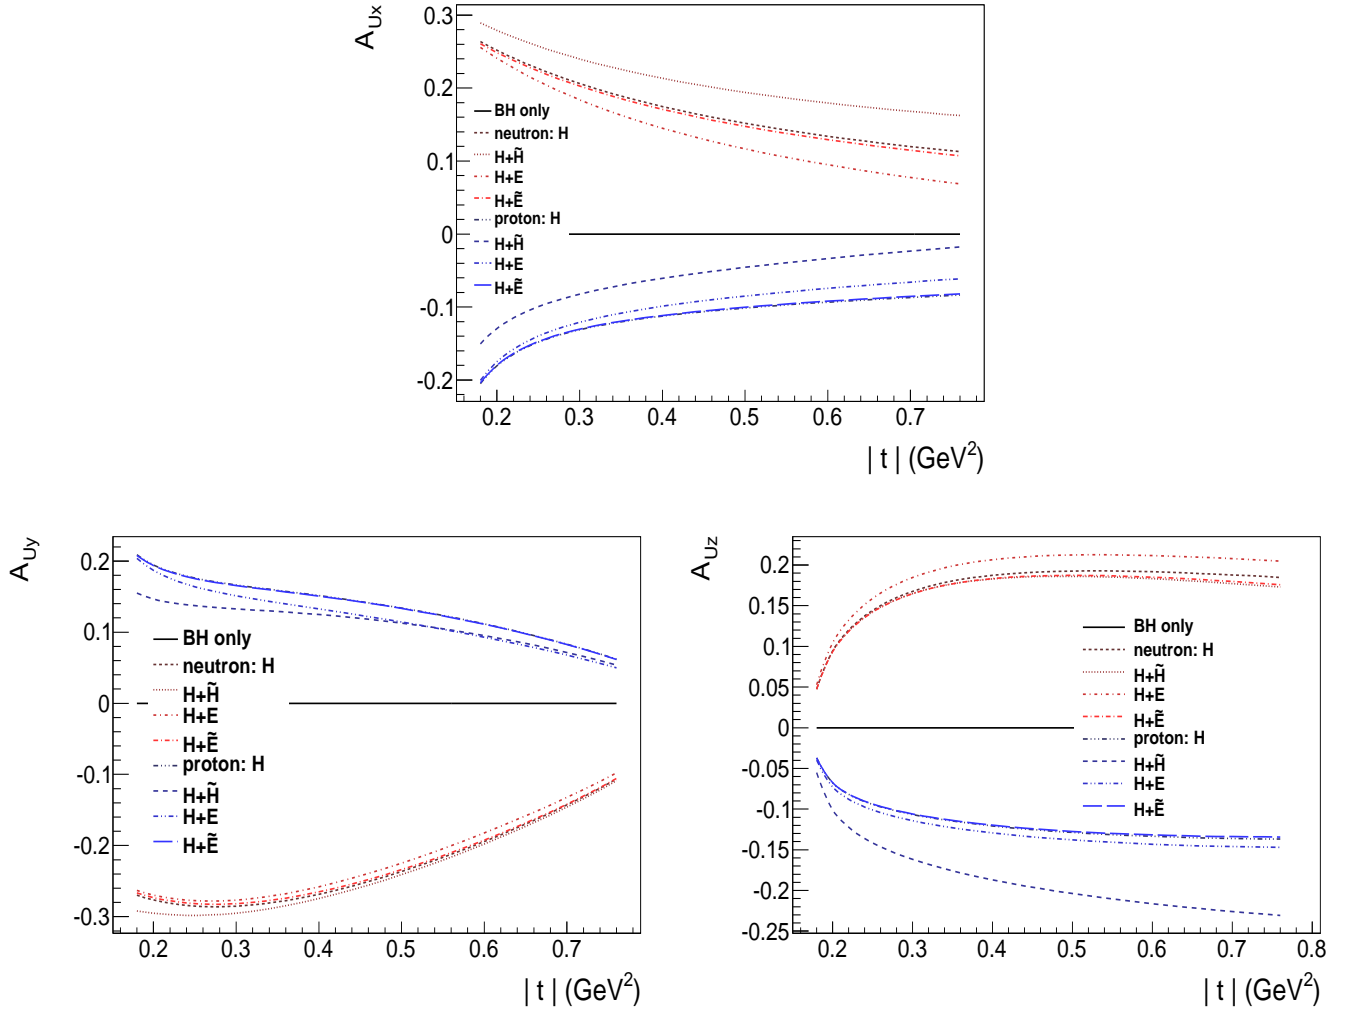 A_Ux
0.3
0.2
0.1
0
-0.1
-0.2
BH only
neutron: H
H+H̃
H+E
H+Ẽ
proton: H
H+H̃
H+E
H+Ẽ
0.2 0.3 0.4 0.5 0.6 0.7
| t | (GeV²)
A_Uy
0.2
0.1
0
-0.1
-0.2
-0.3
BH only
neutron: H
H+H̃
H+E
H+Ẽ
proton: H
H+H̃
H+E
H+Ẽ
0.2 0.3 0.4 0.5 0.6 0.7
| t | (GeV²)
A_Uz
0.2
0.15
0.1
0.05
0
-0.05
-0.1
-0.15
-0.2
-0.25
BH only
neutron: H
H+H̃
H+E
H+Ẽ
proton: H
H+H̃
H+E
H+Ẽ
0.2 0.3 0.4 0.5 0.6 0.7 0.8
| t | (GeV²)